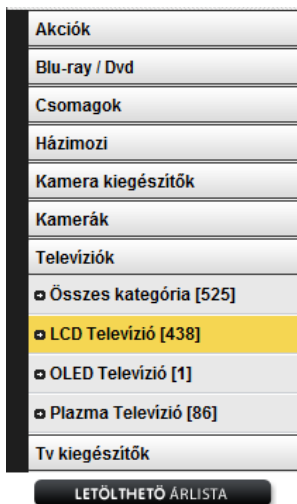 Akciók
Blu-ray / Dvd
Csomagok
Házimozi
Kamera kiegészítők
Kamerák
Televíziók
Összes kategória [525]
LCD Televízió [438]
OLED Televízió [1]
Plazma Televízió [86]
Tv kiegészítők
LETÖLTHETŐ ÁRLISTA